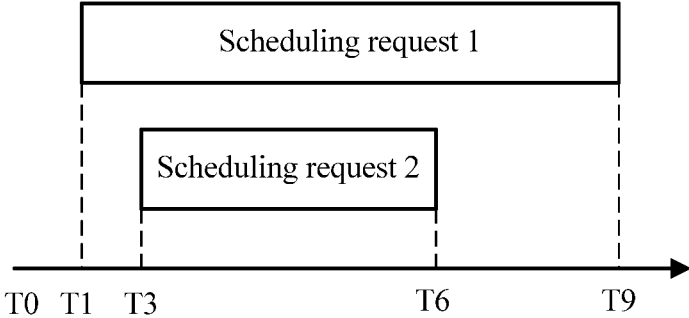 Scheduling request 1
Scheduling request 2
T0 T1 T3 T6 T9